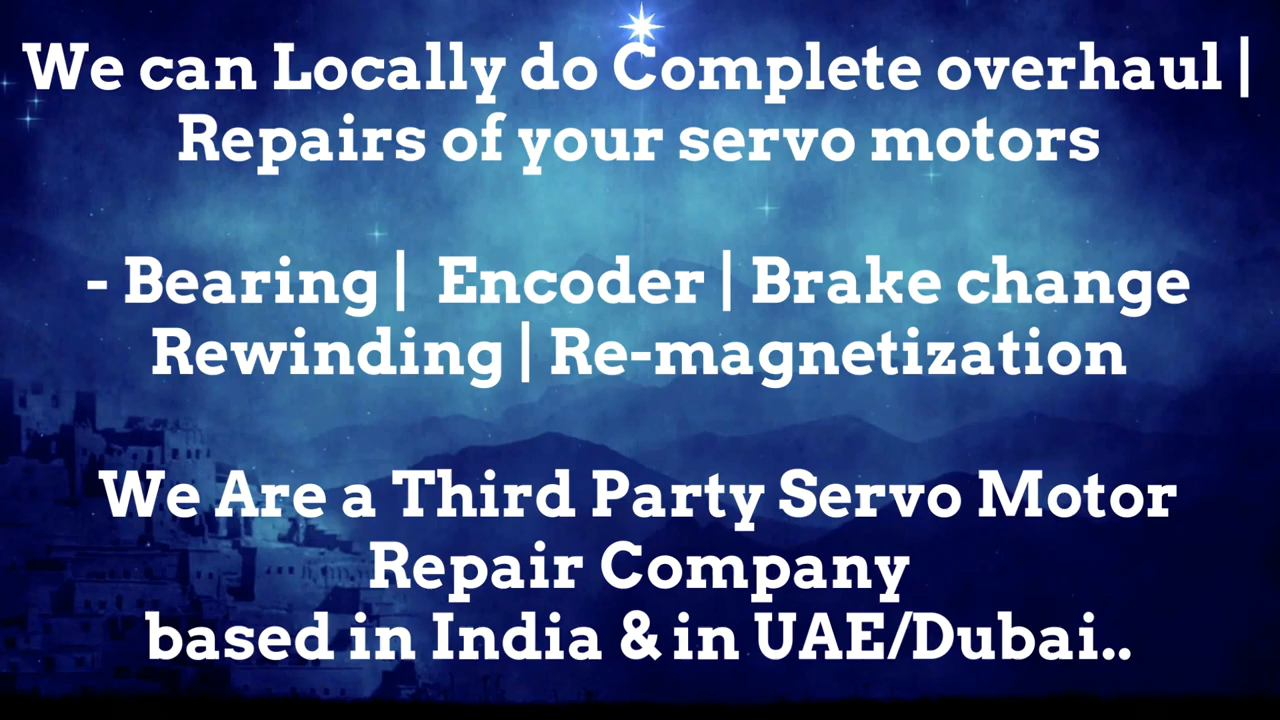 We can Locally do Complete overhaul |
Repairs of your servo motors
- Bearing |  Encoder | Brake change
Rewinding | Re-magnetization
We Are a Third Party Servo Motor
Repair Company
based in India & in UAE/Dubai..